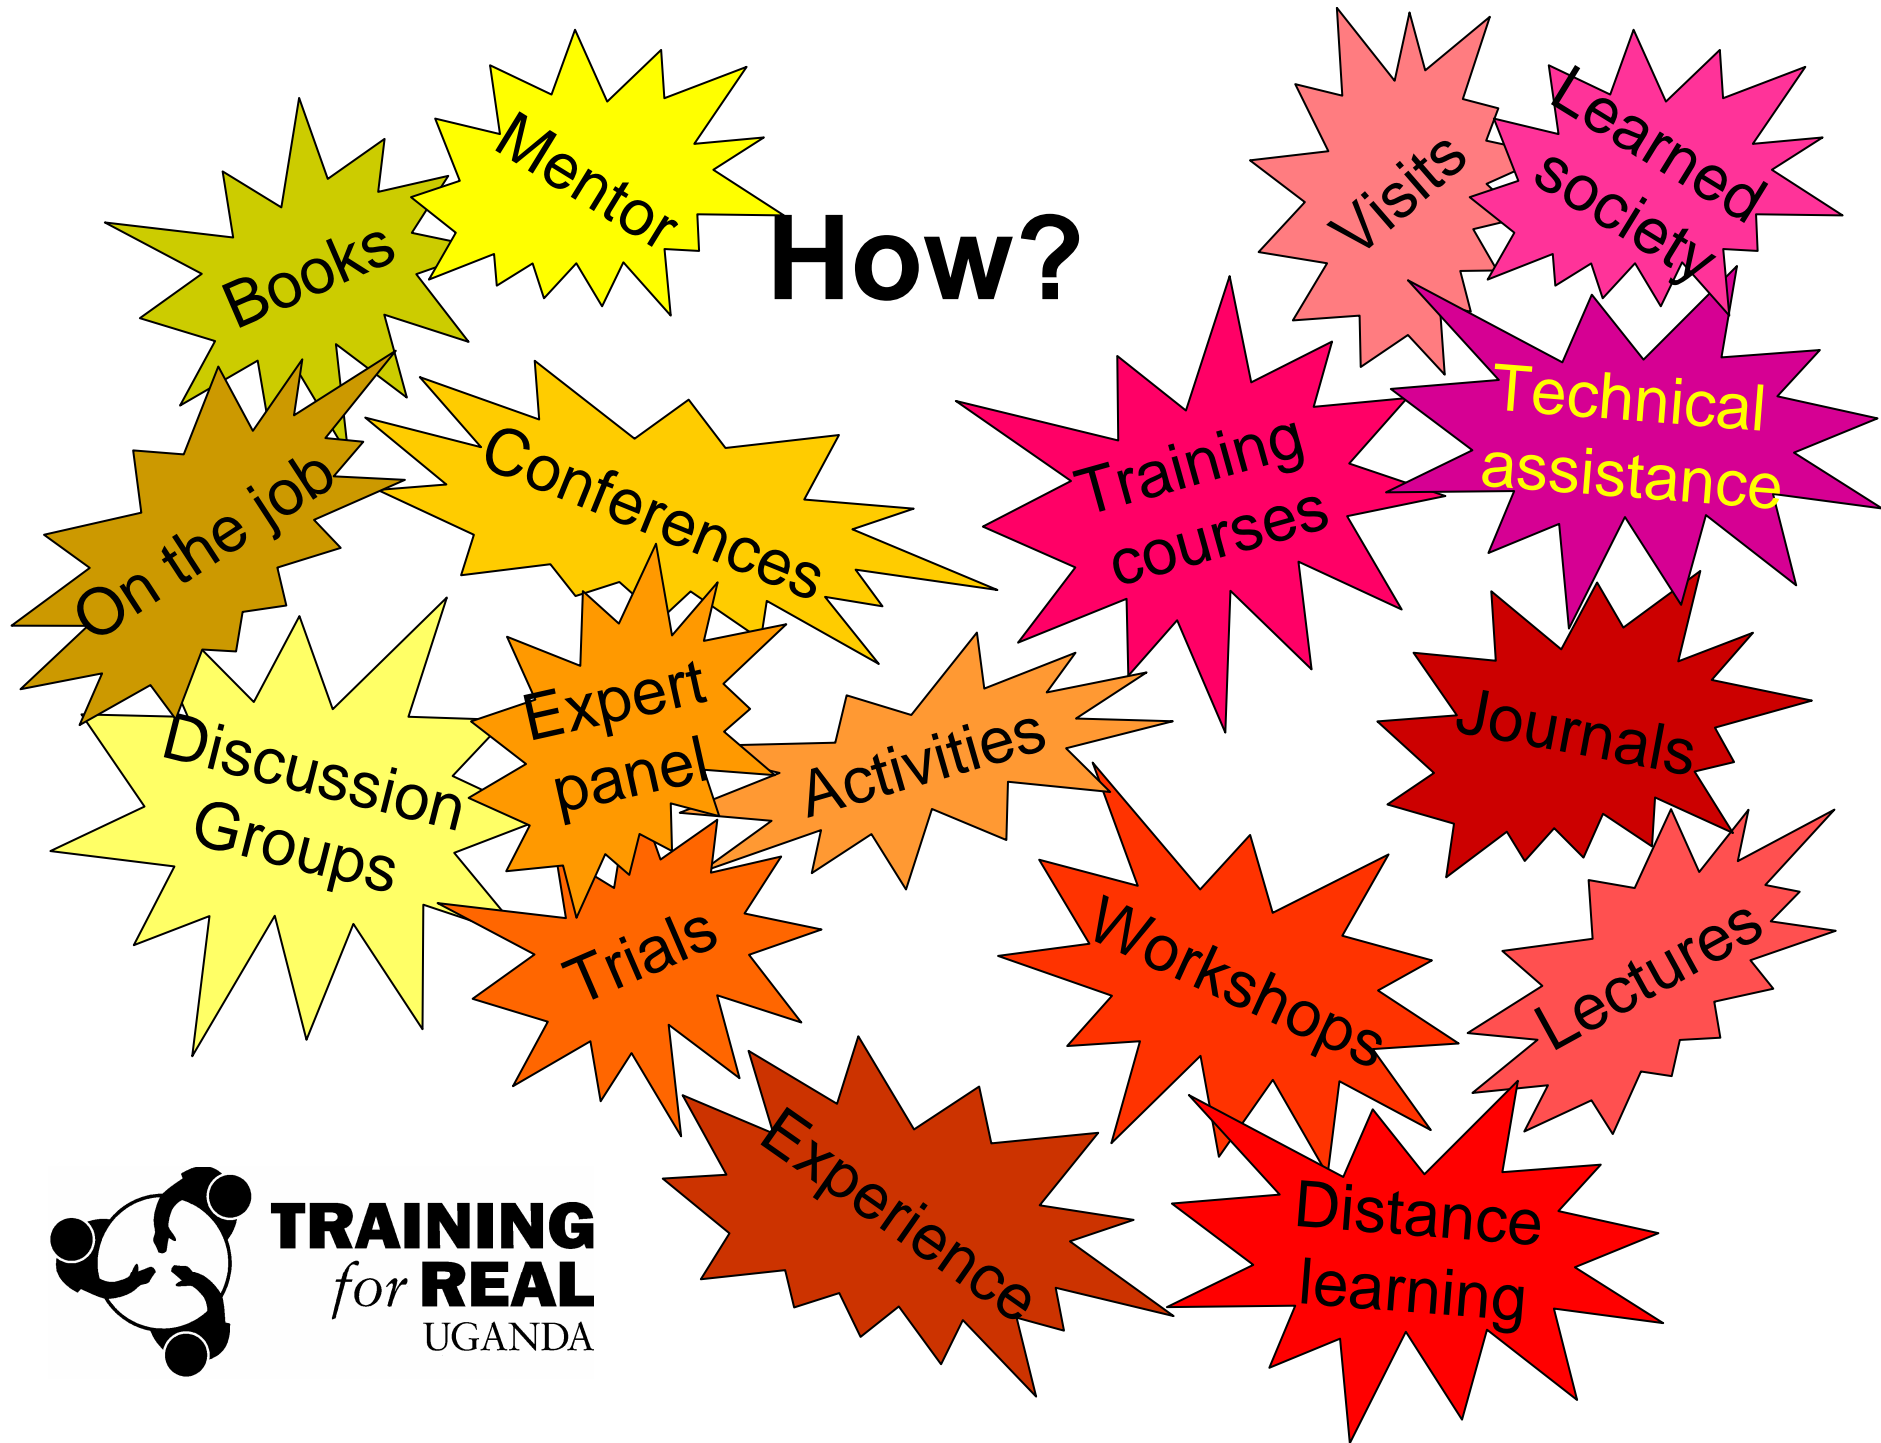 How?
Mentor
Books
Visits
Learned
society
Technical
assistance
Conferences
Training
courses
On the job
Expert
panel
Activities
Journals
Discussion
Groups
Trials
Workshops
Lectures
Experience
Distance
learning
TRAINING
for REAL
UGANDA